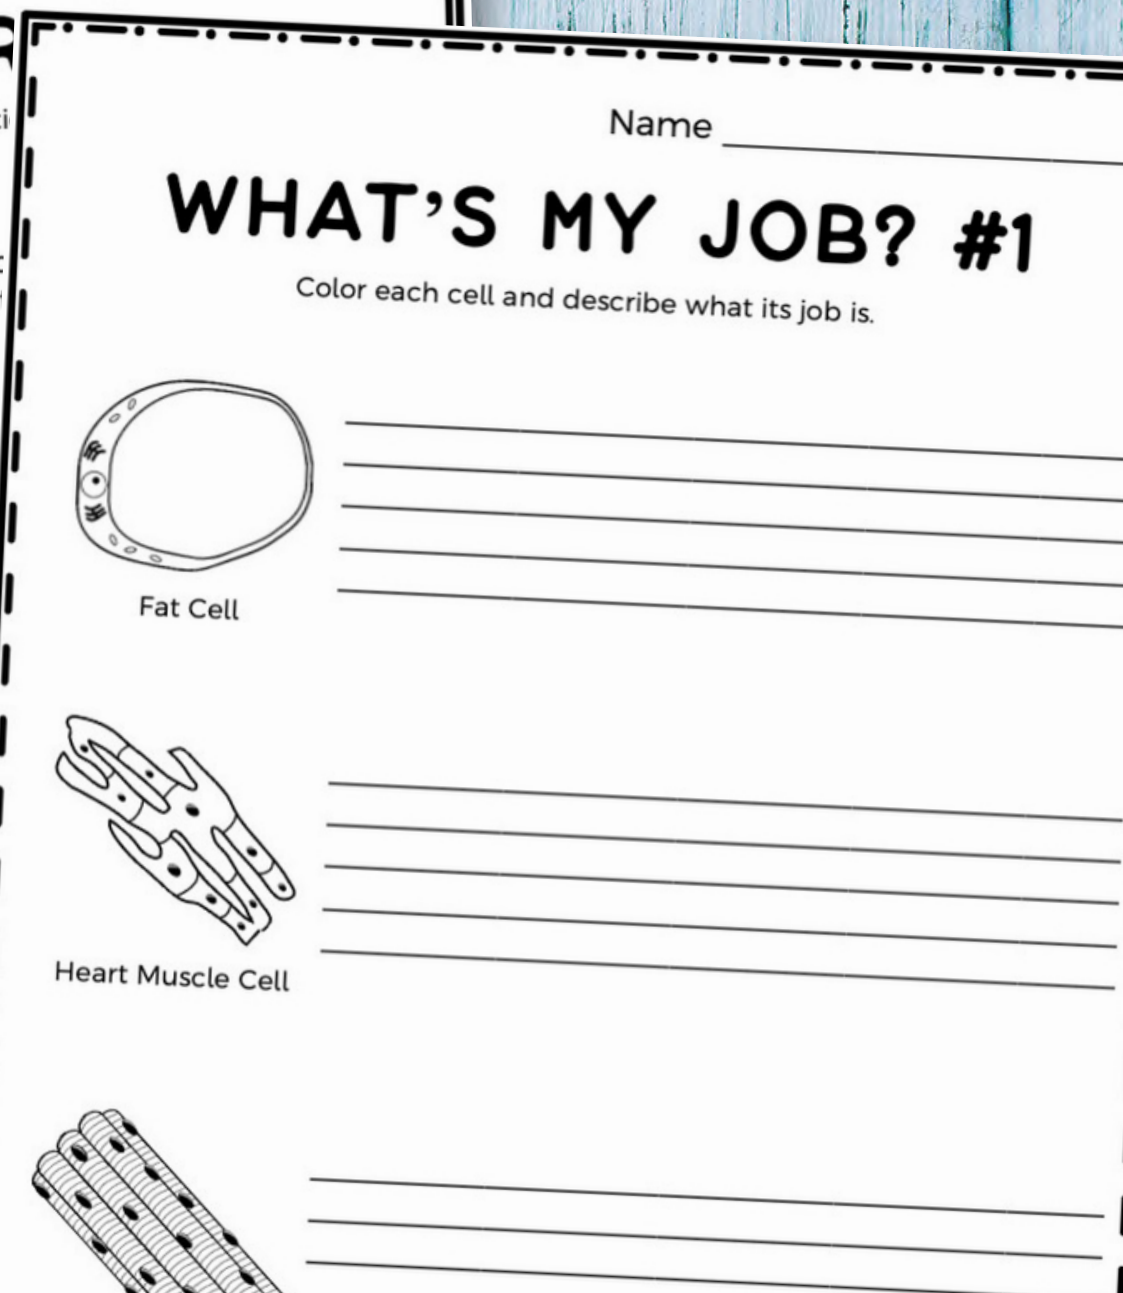 Name
WHAT'S MY JOB? #1
Color each cell and describe what its job is.
Fat Cell
Heart Muscle Cell